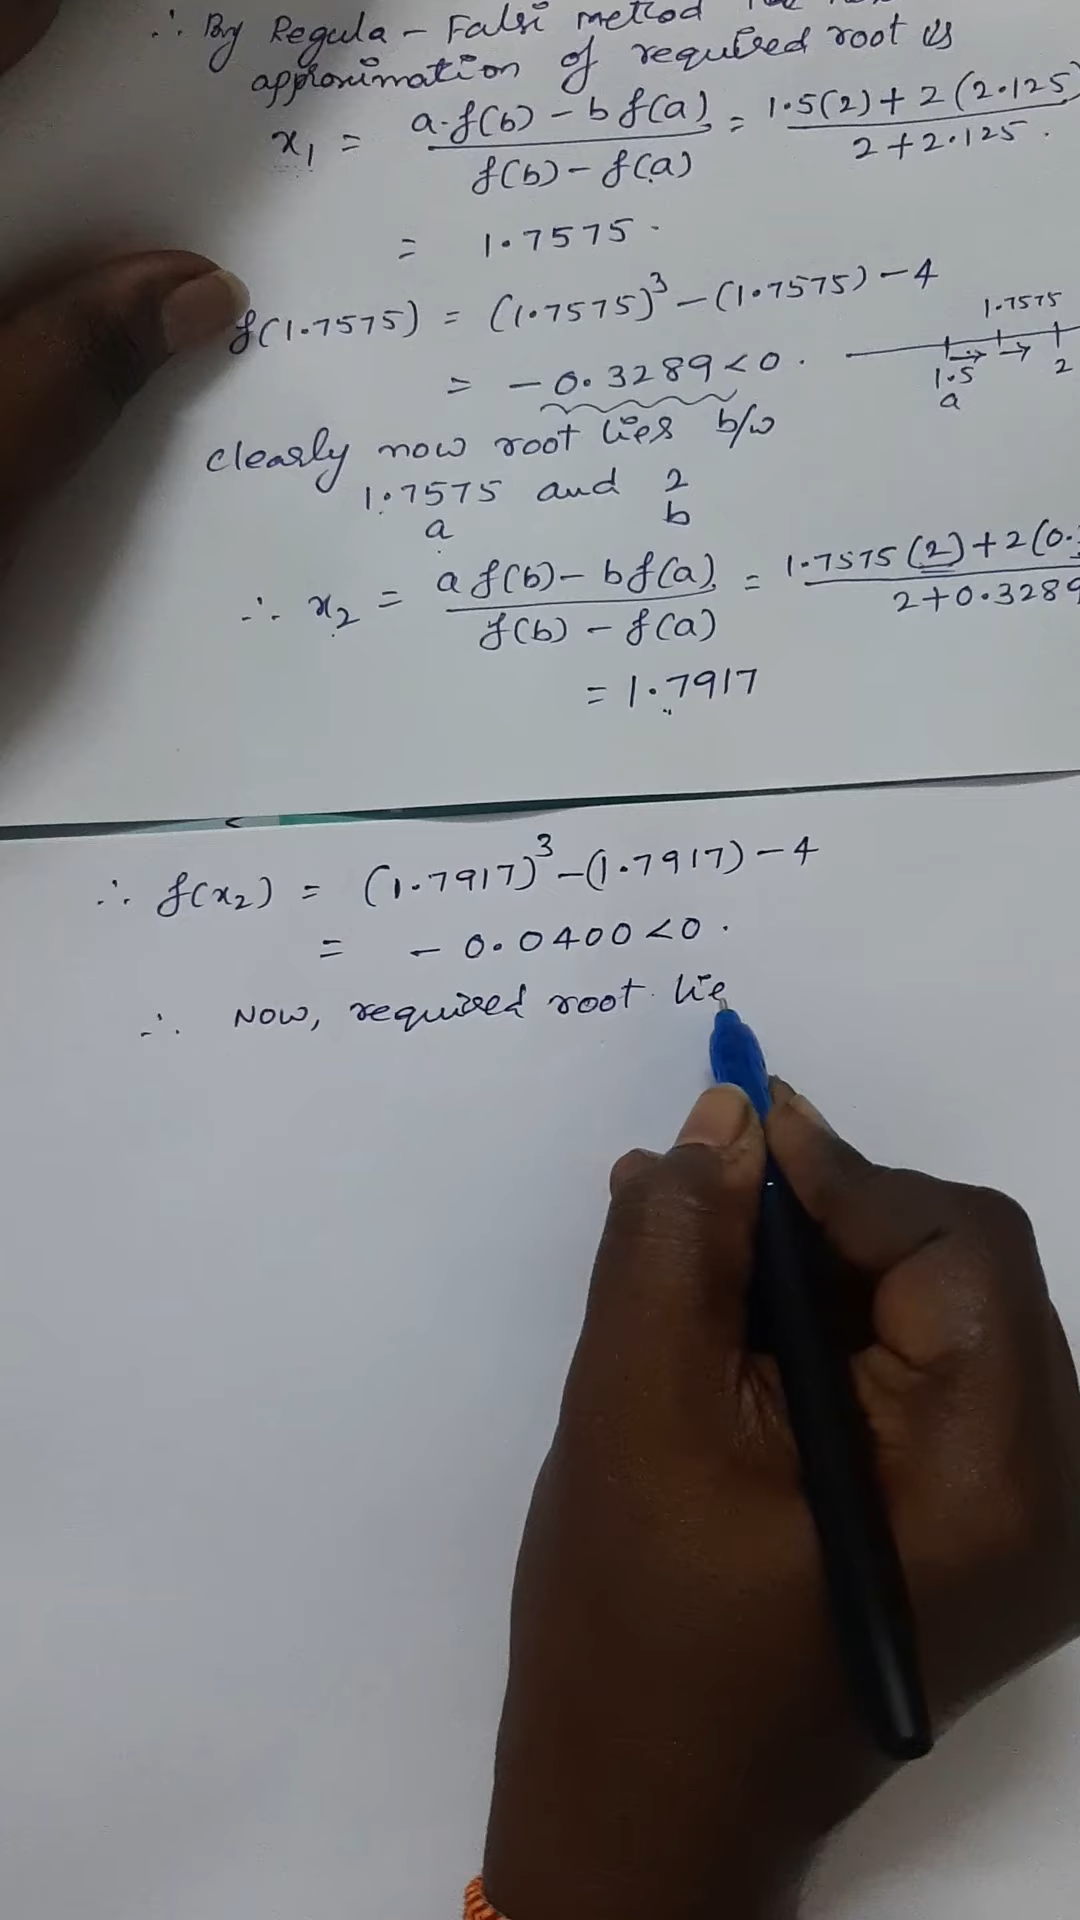 ∴ By Regula - Falsi method
approximation of required root is
x₁ = (a·f(b) - b f(a)) / (f(b) - f(a)) = (1.5(2) + 2(2.125)) / (2 + 2.125).
= 1.7575.
f(1.7575) = (1.7575)³ - (1.7575) - 4
= - 0.3289 < 0.
1.7575
1.5 2
a
clearly now root lies b/w
1.7575 and 2
a b
∴ x₂ = (a f(b) - b f(a)) / (f(b) - f(a)) = (1.7575(2) + 2(0. / (2 + 0.3289
= 1.7917
∴ f(x₂) = (1.7917)³ - (1.7917) - 4
= - 0.0400 < 0.
∴ Now, required root lie